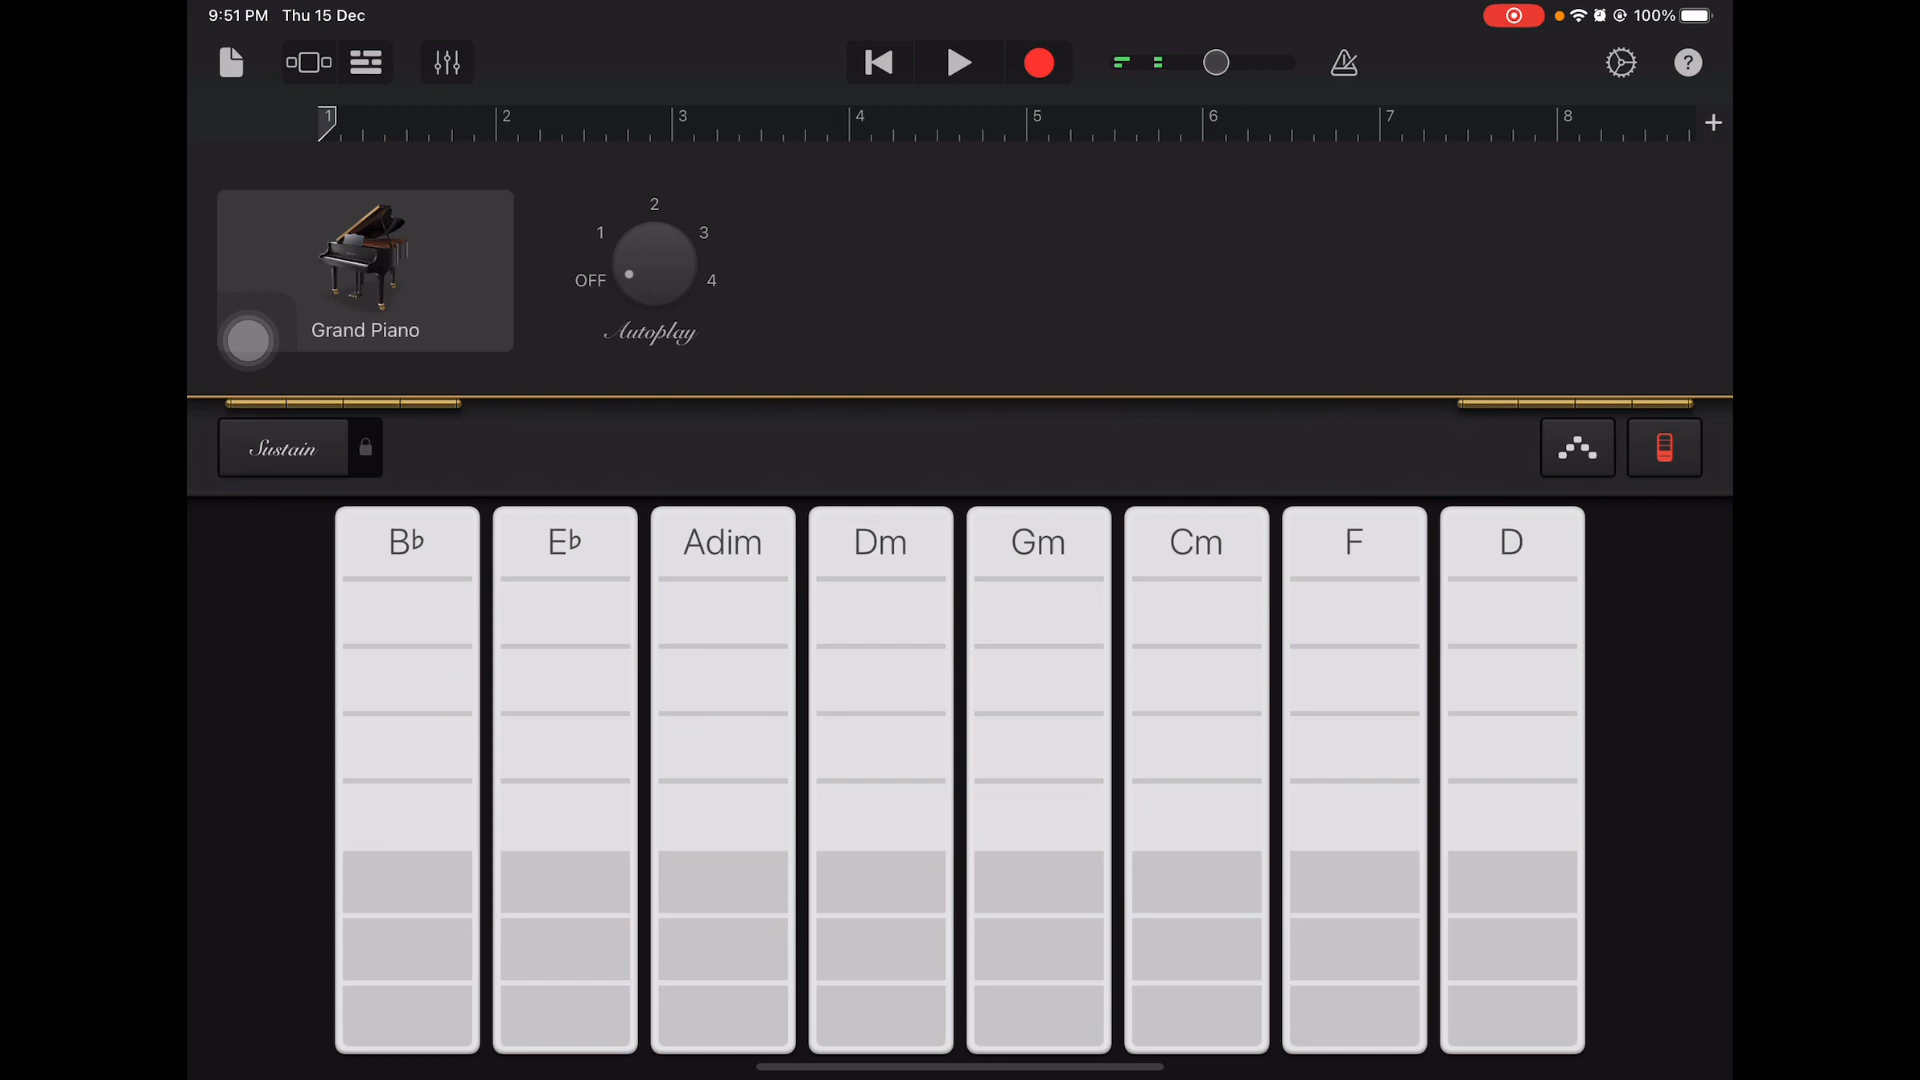 9:51 PM Thu 15 Dec 100%
?
1 2 3 4 5 6 7 8 +
2
1 3
OFF 4
Autoplay
Grand Piano
Sustain
B♭ E♭ Adim Dm Gm Cm F D